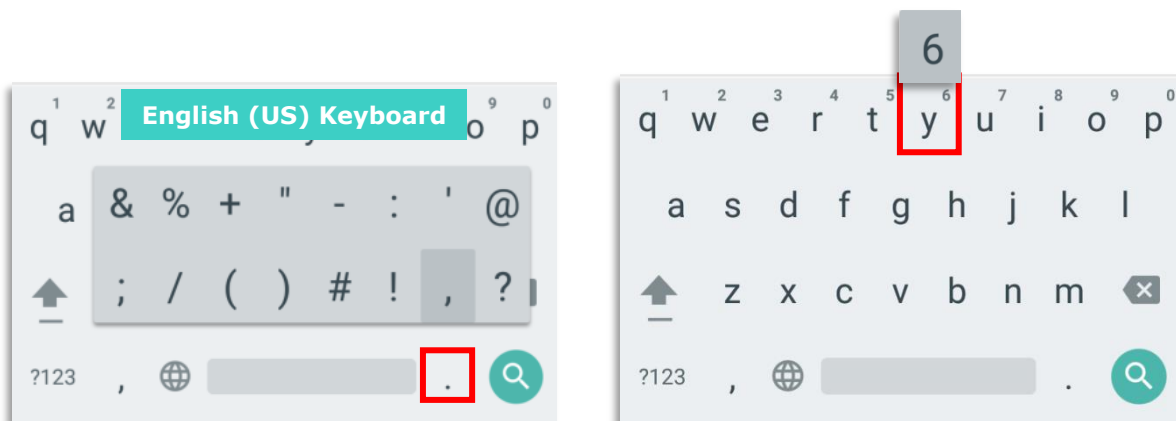 1 2 9 0
q w English (US) Keyboard o p
a & % + " - : ' @
; / ( ) # ! , ?
?123 , .
6
1 2 3 4 5 6 7 8 9 0
q w e r t y u i o p
a s d f g h j k l
z x c v b n m
?123 , .